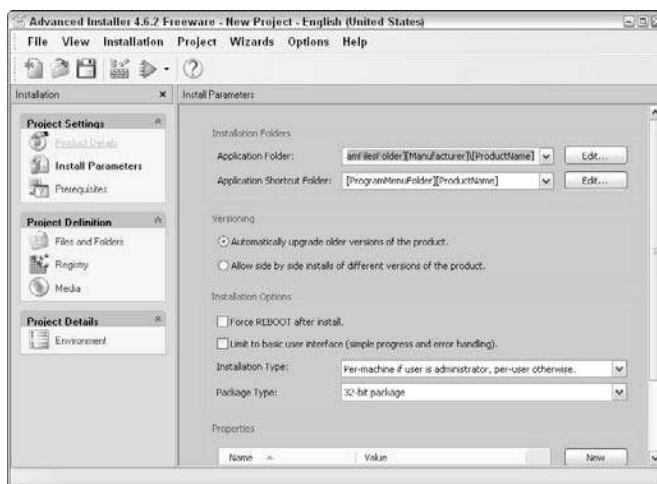 Advanced Installer 4.6.2 Freeware - New Project - English (United States)
File View Installation Project Wizards Options Help
Installation
Install Parameters
Project Settings
Product Details
Install Parameters
Prerequisites
Project Definition
Files and Folders
Registry
Media
Project Details
Environment
Installation Folders
Application Folder: amFilesFolder][Manufacturer]\[ProductName] Edit...
Application Shortcut Folder: [ProgramMenuFolder][ProductName] Edit...
Versioning
Automatically upgrade older versions of the product.
Allow side by side installs of different versions of the product.
Installation Options
Force REBOOT after install.
Limit to basic user interface (simple progress and error handling).
Installation Type: Per-machine if user is administrator, per-user otherwise.
Package Type: 32-bit package
Properties
Name Value New